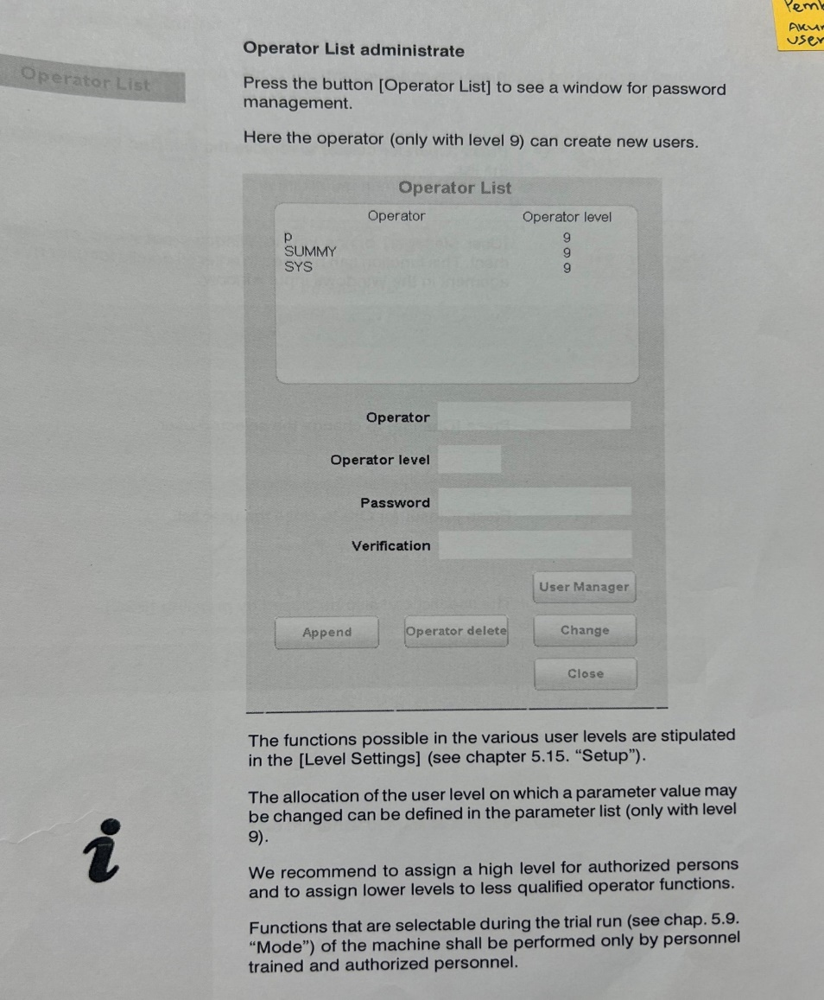 Operator List administrate
Operator List
Press the button [Operator List] to see a window for password
management.
Here the operator (only with level 9) can create new users.
Operator List
Operator Operator level
p 9
SUMMY 9
SYS 9
Operator
Operator level
Password
Verification
User Manager
Append Operator delete Change
Close
The functions possible in the various user levels are stipulated
in the [Level Settings] (see chapter 5.15. “Setup”).
The allocation of the user level on which a parameter value may
be changed can be defined in the parameter list (only with level
9).
We recommend to assign a high level for authorized persons
and to assign lower levels to less qualified operator functions.
Functions that are selectable during the trial run (see chap. 5.9.
“Mode”) of the machine shall be performed only by personnel
trained and authorized personnel.